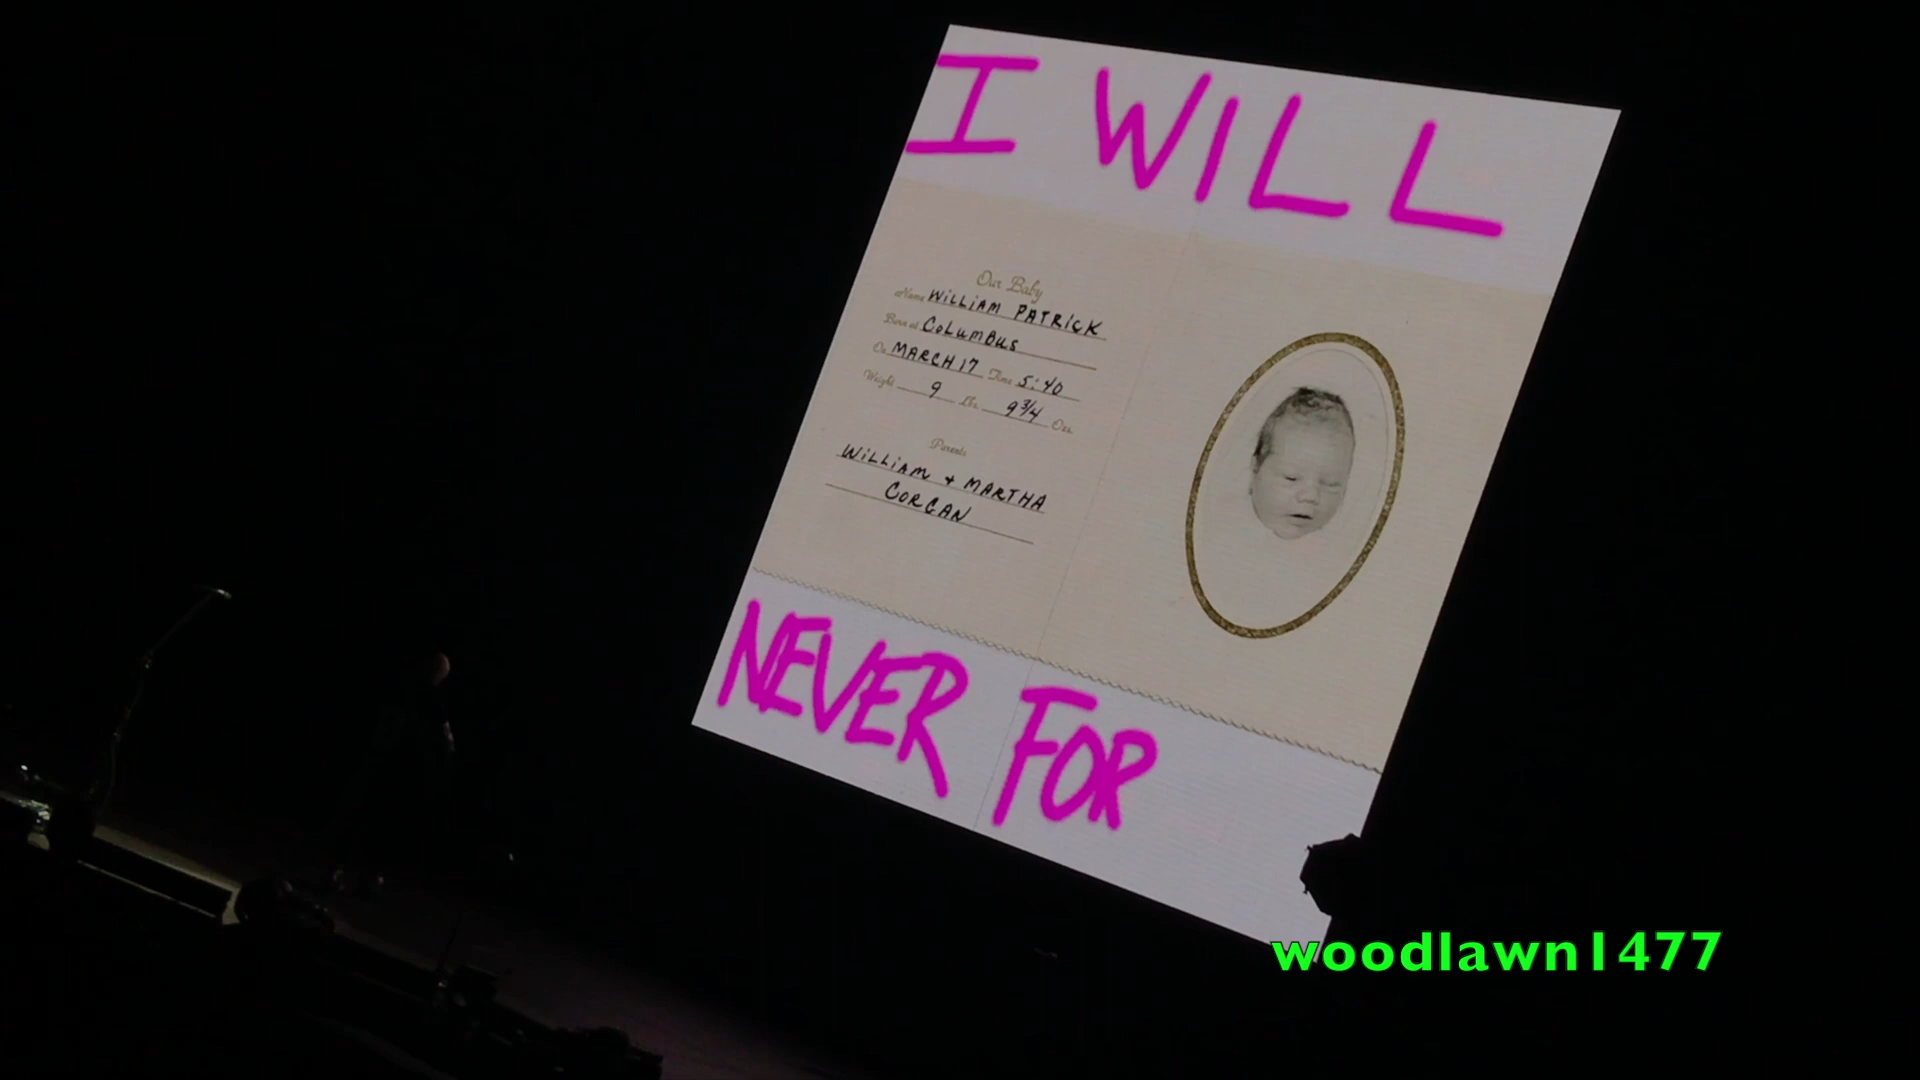 I WILL
Our Baby
Name WILLIAM PATRICK
Born at COLUMBUS
On MARCH 17 Time 5:40
Weight 9 Lbs. 9 3/4 Ozs.
Parents
WILLIAM + MARTHA
CORGAN
NEVER FOR
woodlawn1477